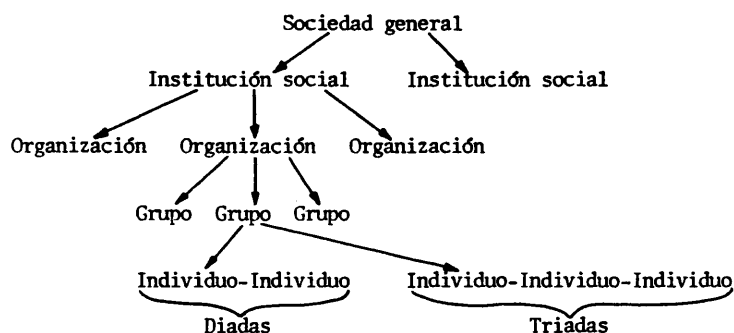 Sociedad general
Institución social Institución social
Organización Organización Organización
Grupo Grupo Grupo
Individuo-Individuo Individuo-Individuo-Individuo
Diadas Triadas